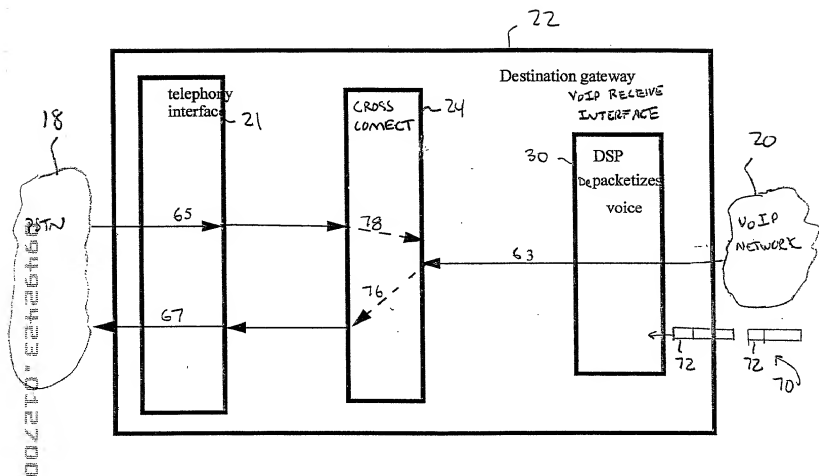 22
Destination gateway
telephony
interface
21
CROSS
CONNECT
24
VOIP RECEIVE
INTERFACE
18
30
DSP
Depacketizes
voice
20
PSTN
65
78
VOIP
NETWORK
63
76
67
72
72
70